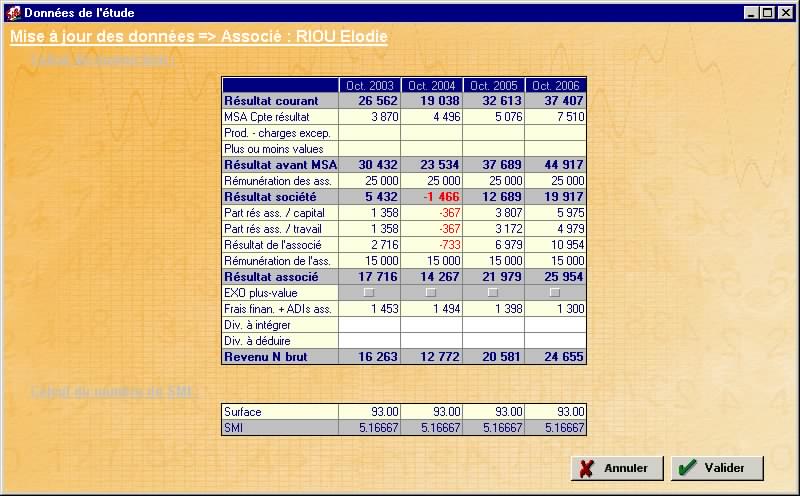 Données de l'étude
Mise à jour des données => Associé : RIOU Elodie
Oct. 2003 Oct. 2004 Oct. 2005 Oct. 2006
Résultat courant 26 562 19 038 32 613 37 407
MSA Cpte résultat 3 870 4 496 5 076 7 510
Prod. - charges excep.
Plus ou moins values
Résultat avant MSA 30 432 23 534 37 689 44 917
Rémunération des ass. 25 000 25 000 25 000 25 000
Résultat société 5 432 -1 466 12 689 19 917
Part rés ass. / capital 1 358 -367 3 807 5 975
Part rés ass. / travail 1 358 -367 3 172 4 979
Résultat de l'associé 2 716 -733 6 979 10 954
Rémunération de l'ass. 15 000 15 000 15 000 15 000
Résultat associé 17 716 14 267 21 979 25 954
EXO plus-value
Frais finan. + ADIs ass. 1 453 1 494 1 398 1 300
Div. à intégrer
Div. à déduire
Revenu N brut 16 263 12 772 20 581 24 655
Calcul du nombre de SMI :
Surface 93.00 93.00 93.00 93.00
SMI 5.16667 5.16667 5.16667 5.16667
Annuler Valider